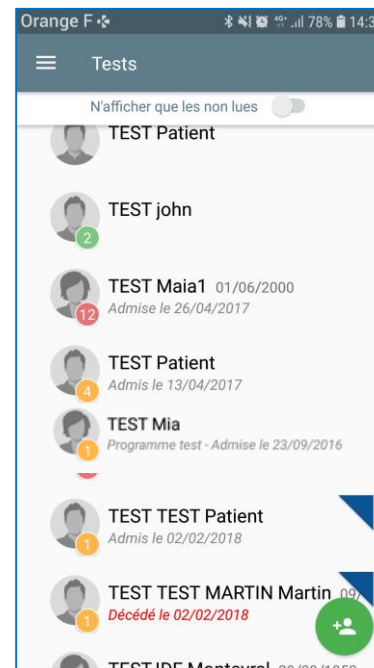 Orange F 78% 14:3
Tests
N'afficher que les non lues
TEST Patient
TEST john
2
TEST Maia1 01/06/2000
12
Admise le 26/04/2017
TEST Patient
4
Admis le 13/04/2017
TEST Mia
1
Programme test - Admise le 23/09/2016
TEST TEST Patient
1
Admis le 02/02/2018
TEST TEST MARTIN Martin 09/
1
Décédé le 02/02/2018